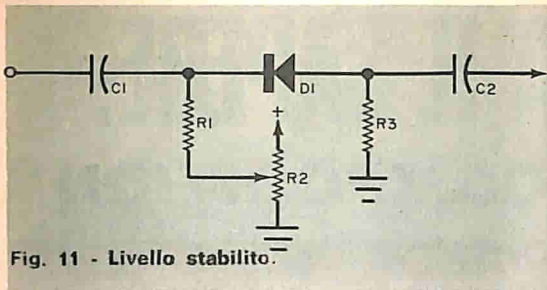 C1
D1
C2
R1
+
R2
R3
Fig. 11 - Livello stabilito.